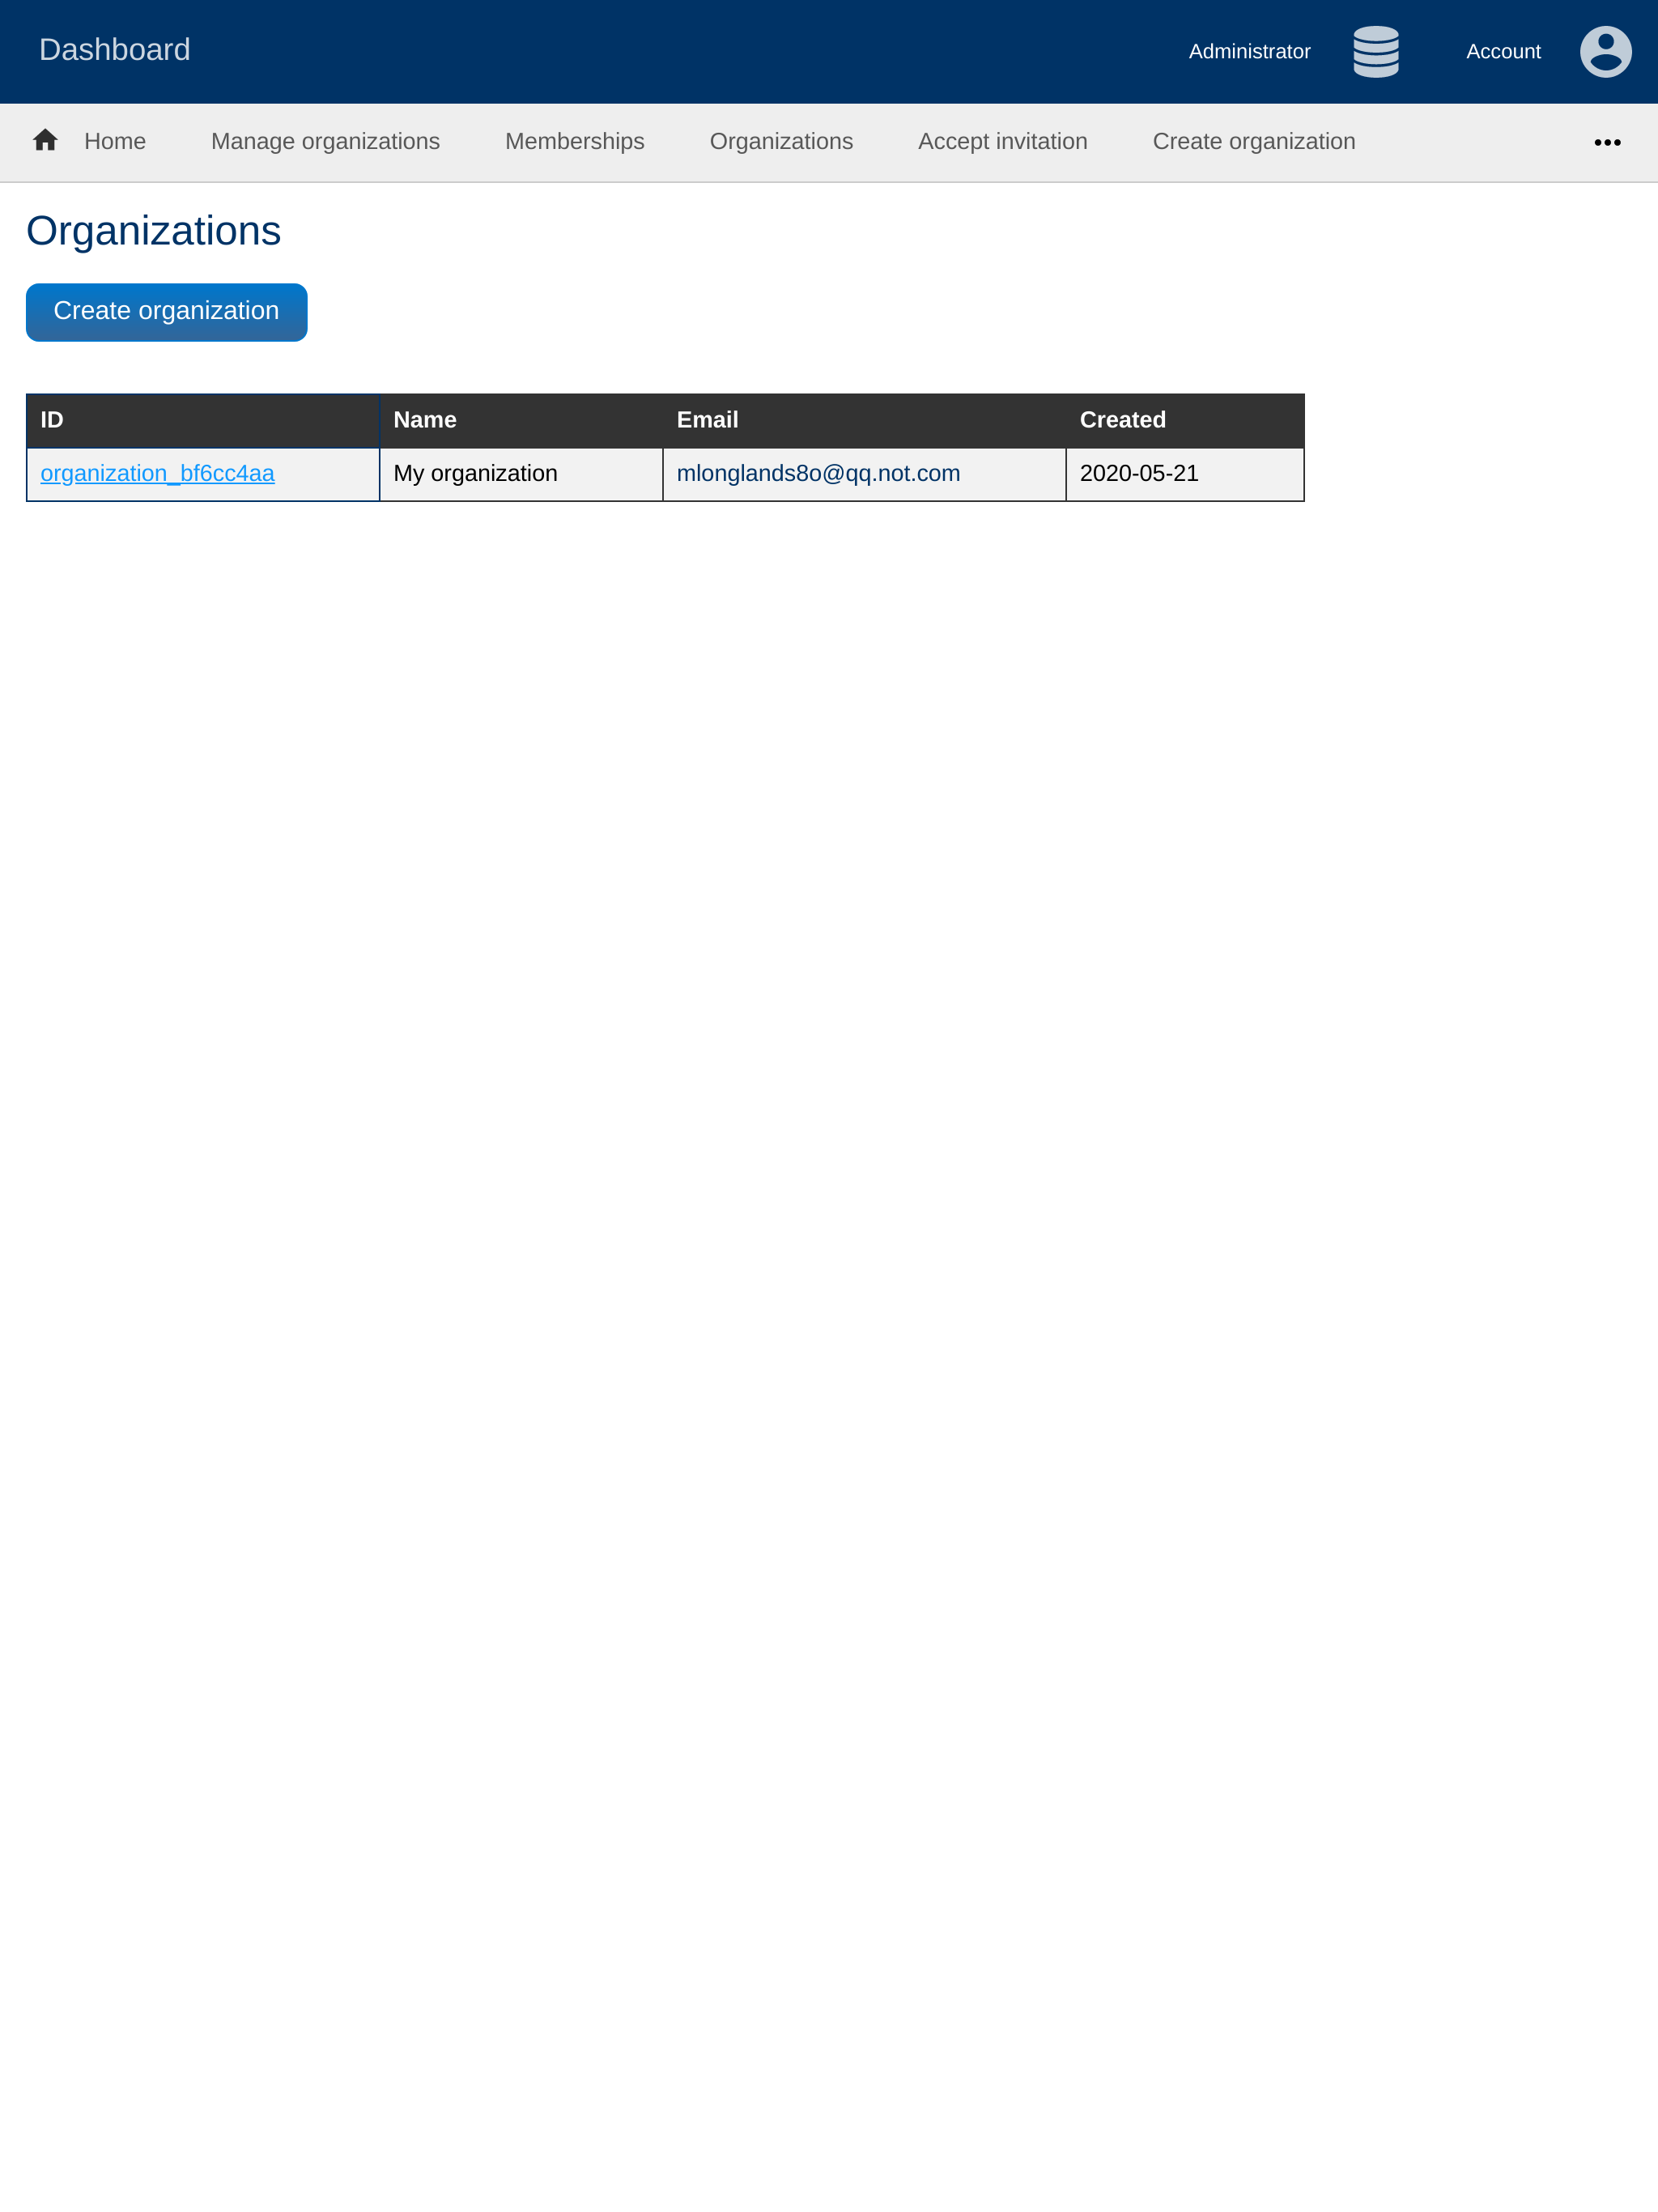 Dashboard Administrator Account
Home Manage organizations Memberships Organizations Accept invitation Create organization
Organizations
Create organization
ID Name Email Created
organization_bf6cc4aa My organization mlonglands8o@qq.not.com 2020-05-21